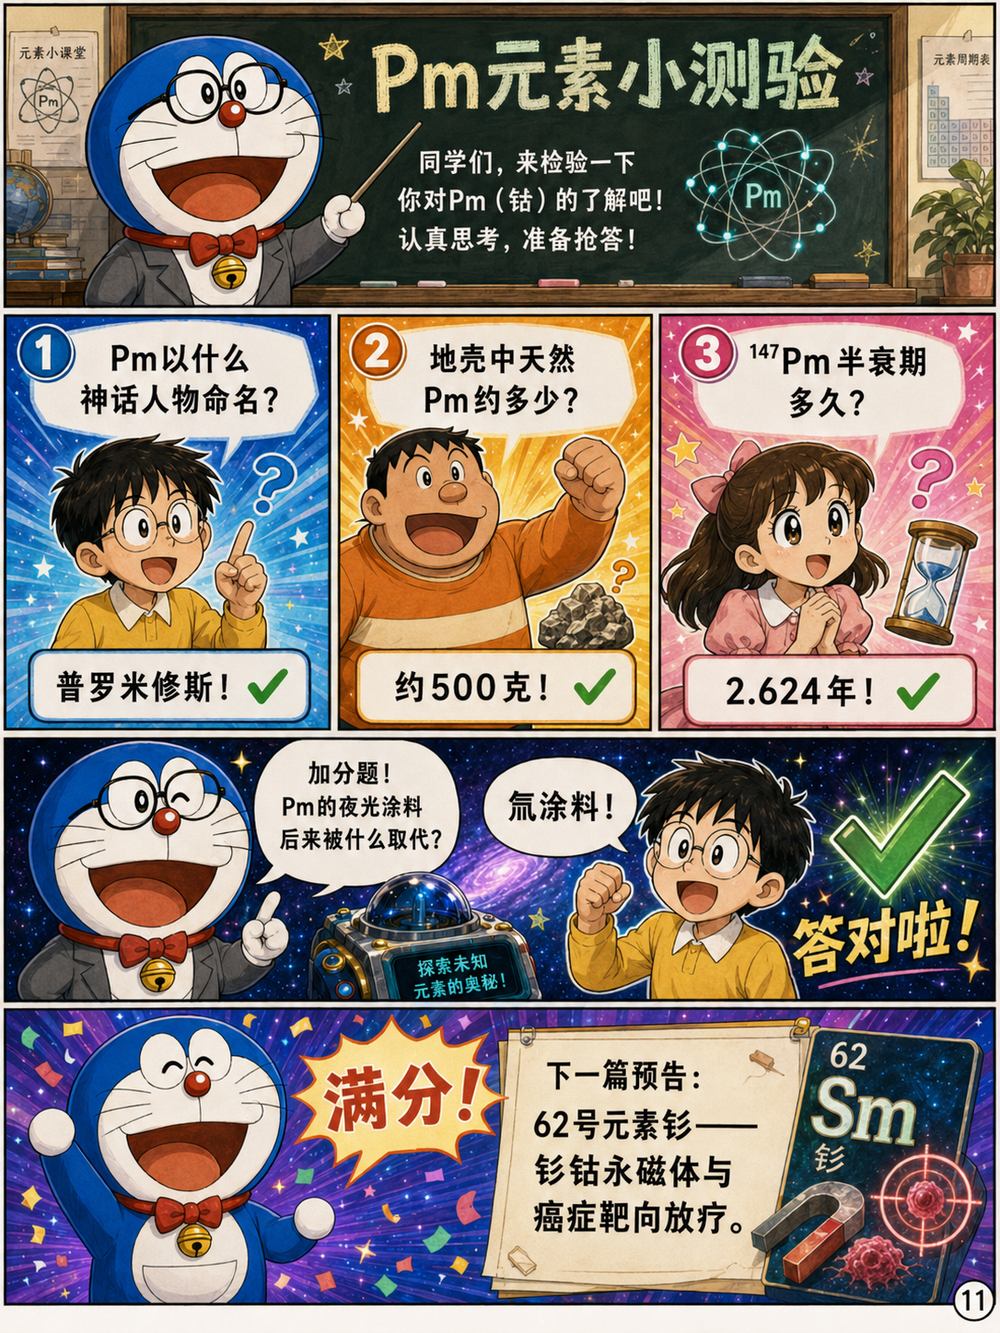 元素小课堂
Pm
Pm元素小测验
同学们，来检验一下
你对Pm（钴）的了解吧！
认真思考，准备抢答！
Pm
元素周期表
1
Pm以什么
神话人物命名？
普罗米修斯！
2
地壳中天然
Pm约多少？
约500克！
3
¹⁴⁷Pm半衰期
多久？
2.624年！
加分题！
Pm的夜光涂料
后来被什么取代？
探索未知
元素的奥秘！
氚涂料！
答对啦！
满分！
下一篇预告：
62号元素钐——
钐钴永磁体与
癌症靶向放疗。
62
Sm
钐
11